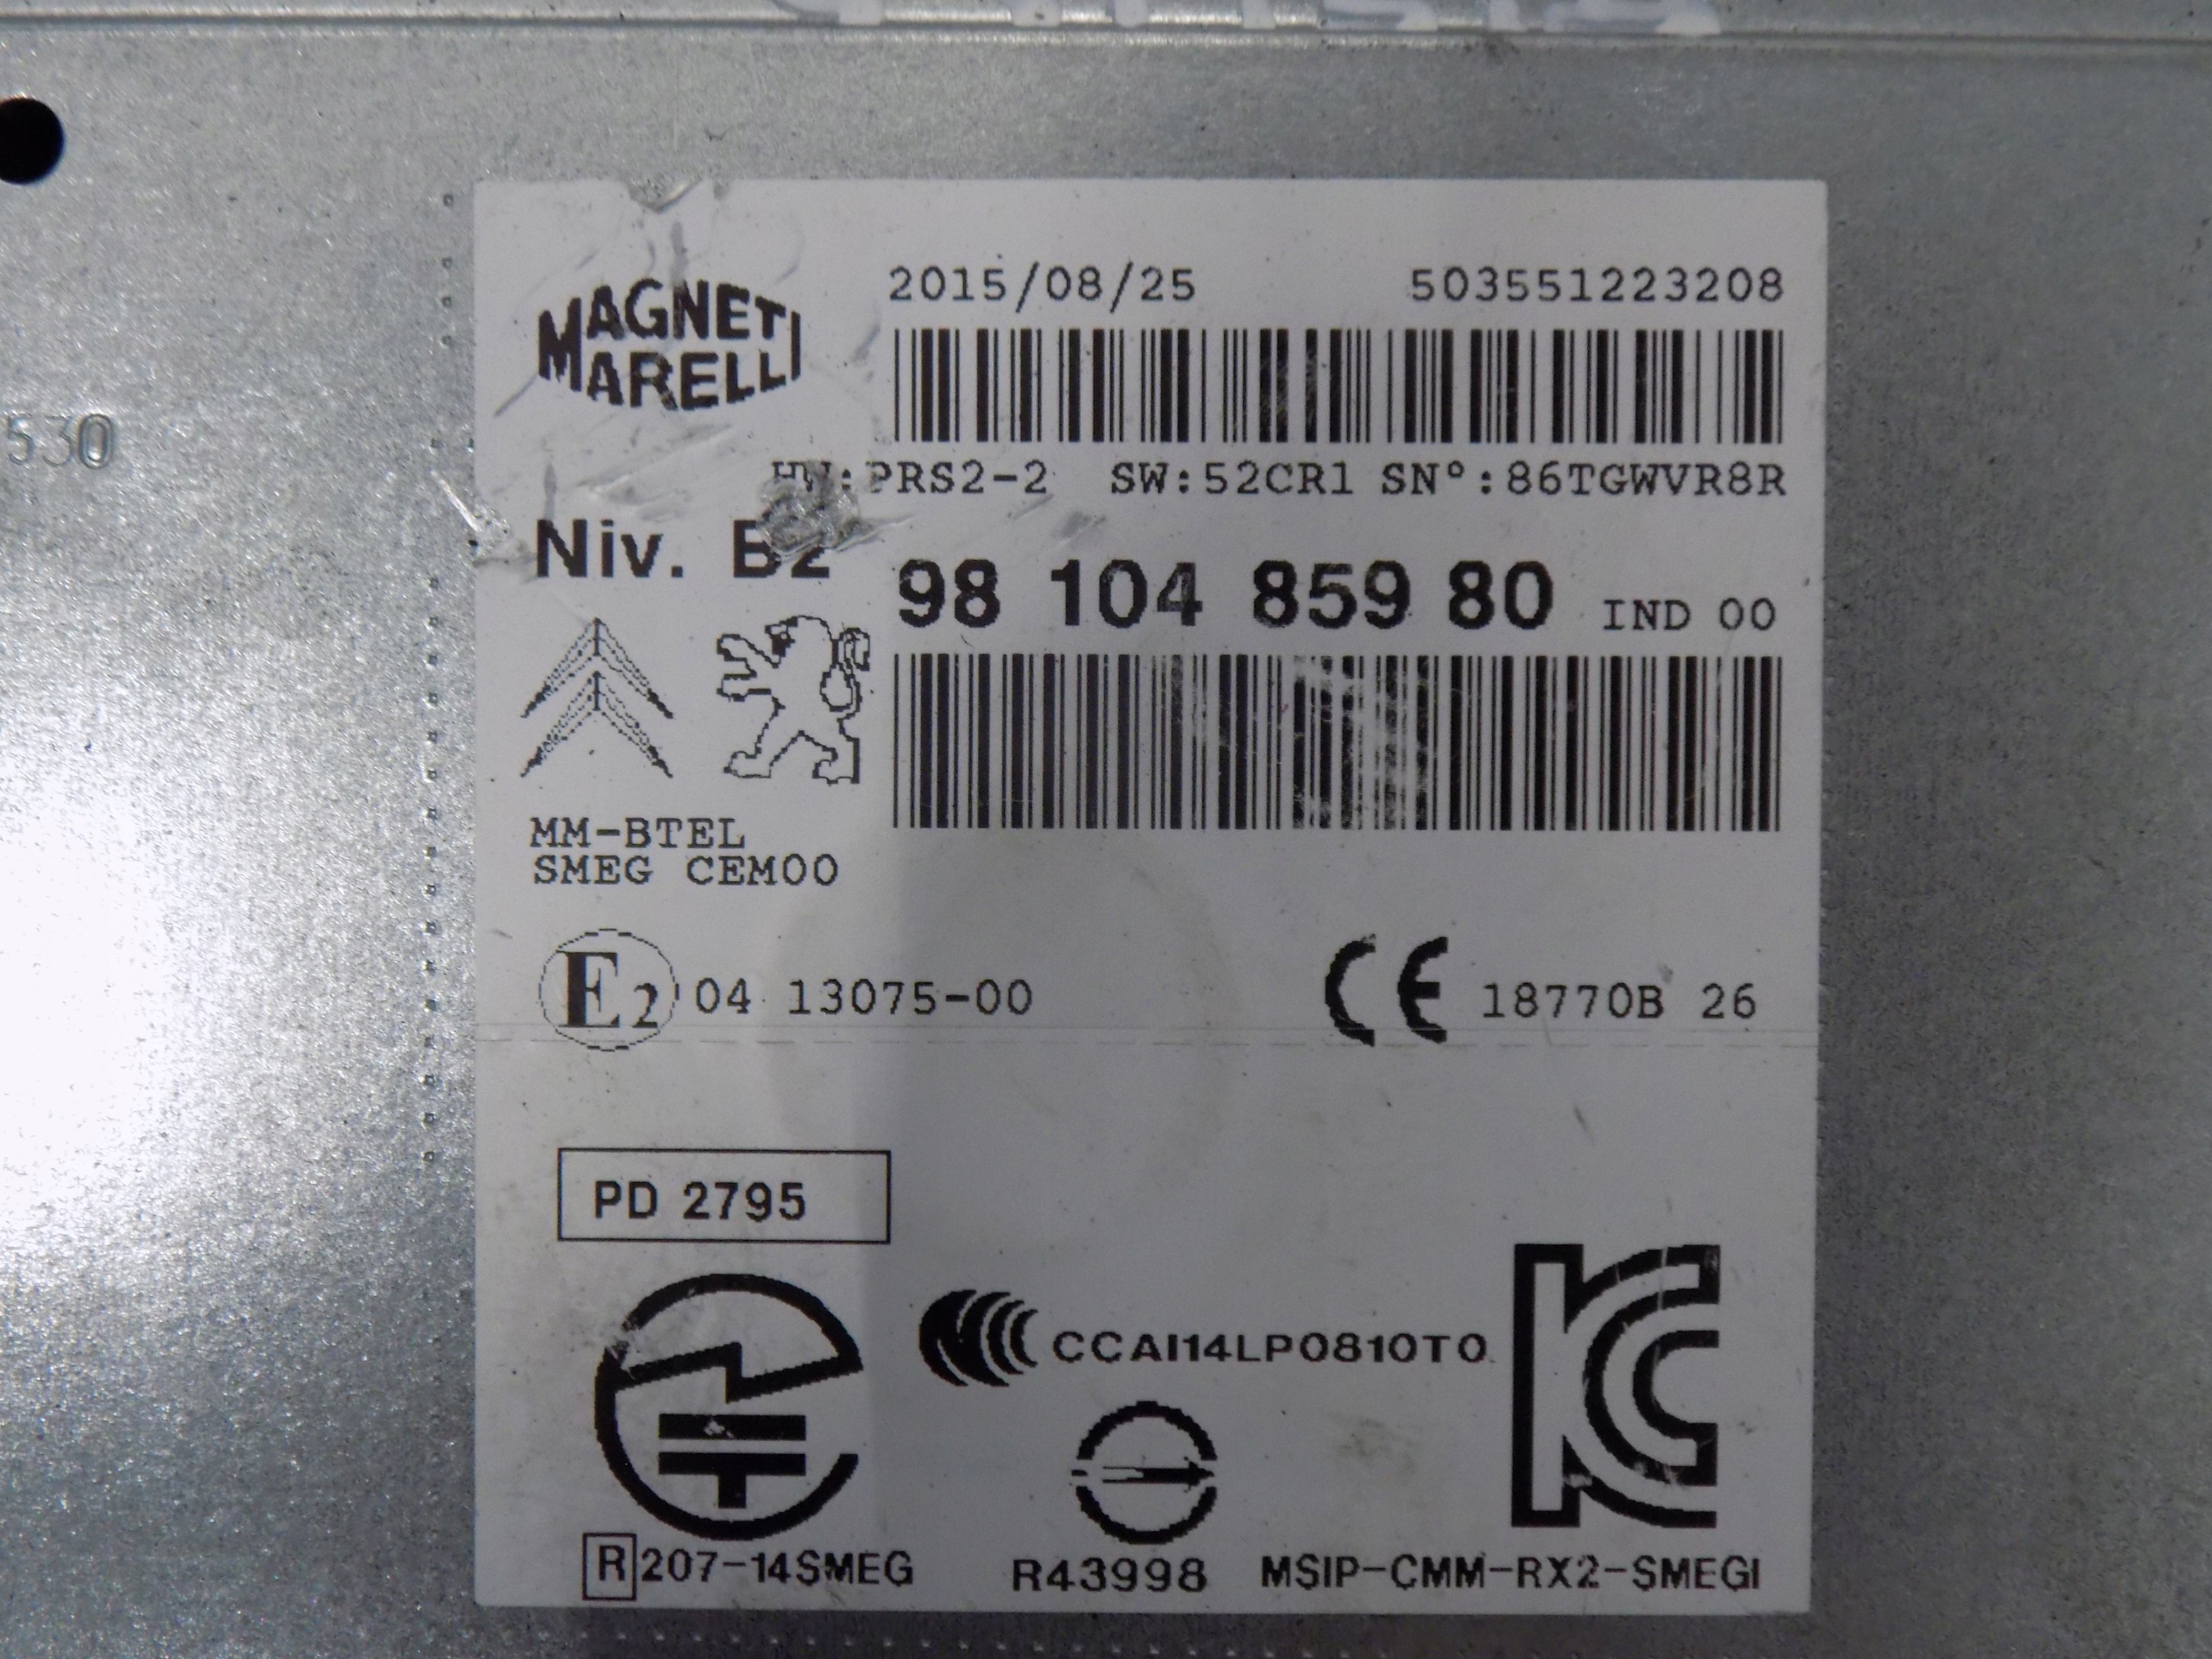 530
MAGNETI
MARELLI
2015/08/25 503551223208
HW:PRS2-2 SW:52CR1 SN°:86TGWVR8R
Niv. B2
98 104 859 80 IND 00
MM-BTEL
SMEG CEM00
E2 04 13075-00
CE 18770B 26
PD 2795
CCAI14LP0810T0
KC
R 207-14SMEG
R43998
MSIP-CMM-RX2-SMEGI